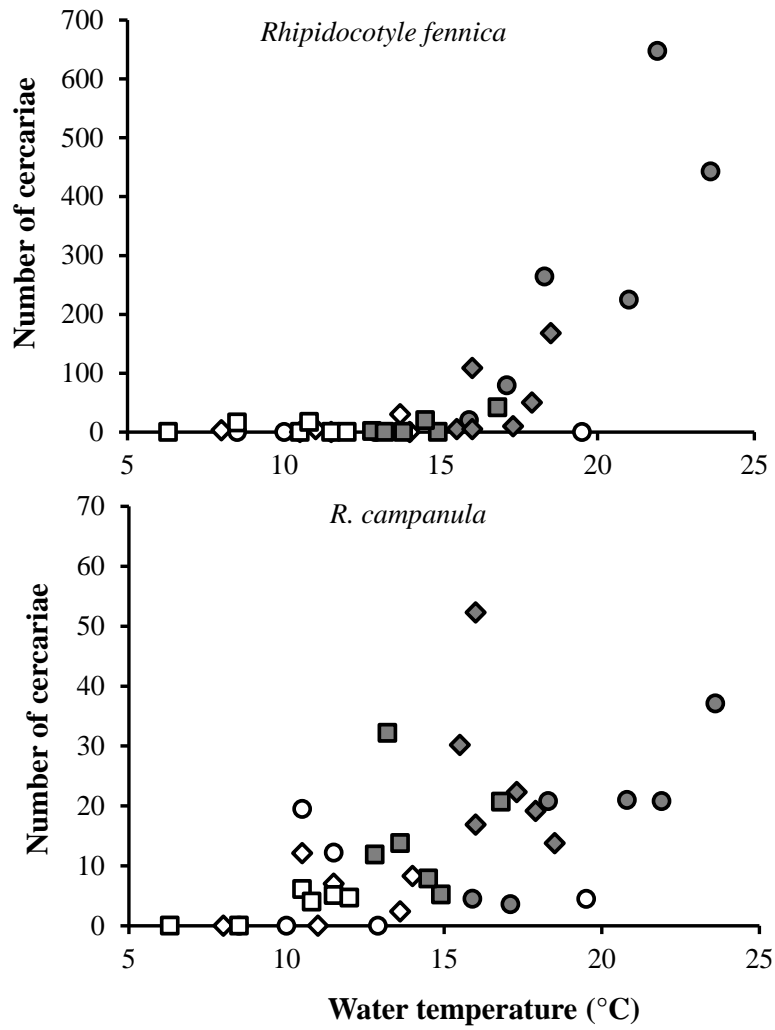 Rhipidocotyle fennica
Number of cercariae
700
600
500
400
300
200
100
0
5 10 15 20 25
R. campanula
Number of cercariae
70
60
50
40
30
20
10
0
5 10 15 20 25
Water temperature (°C)